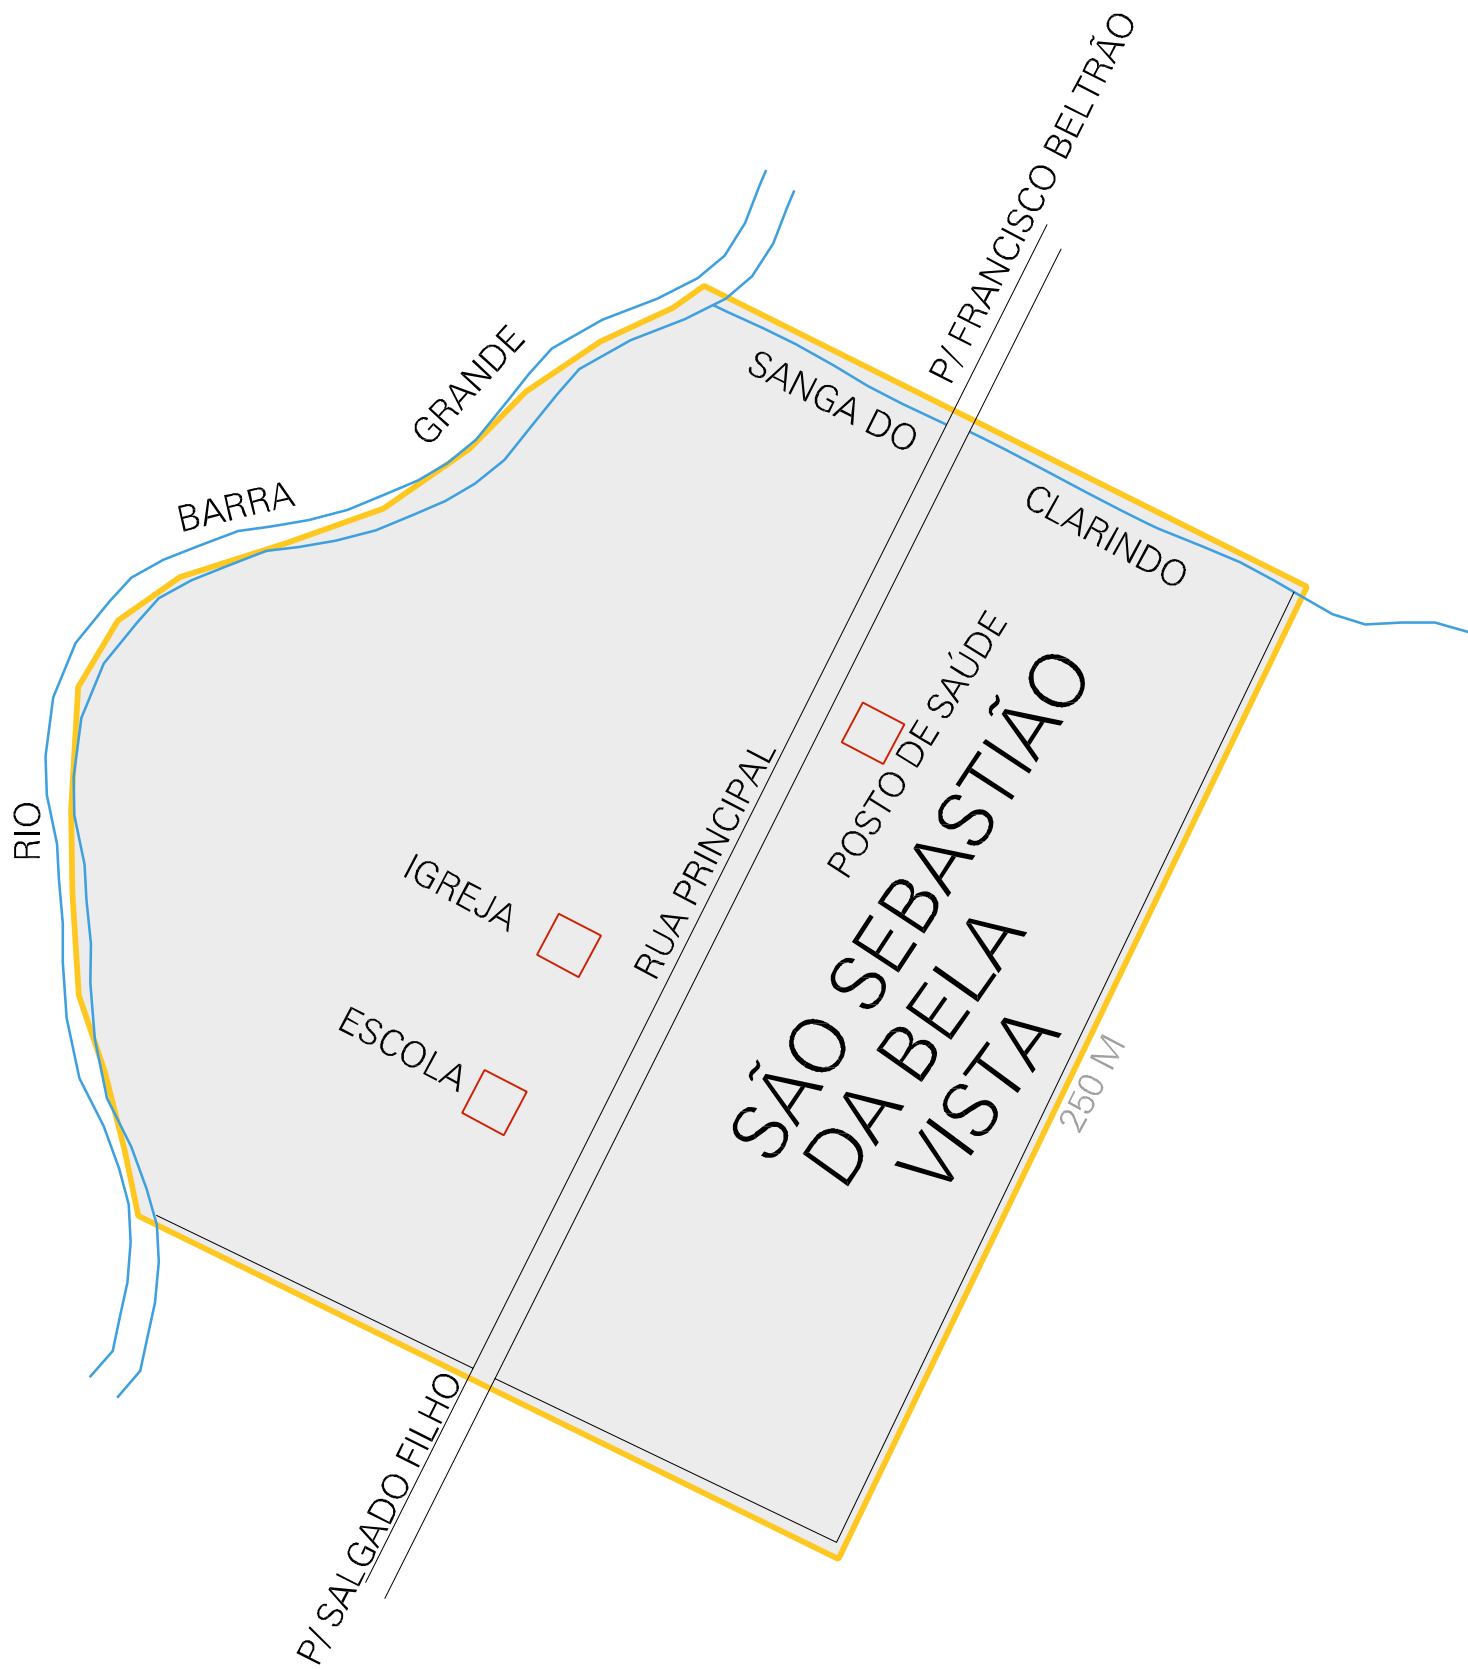 P/ FRANCISCO BELTRÃO
GRANDE
SANGA DO
BARRA
CLARINDO
POSTO DE SAÚDE
RUA PRINCIPAL
RIO
IGREJA
SÃO SEBASTIÃO
DA BELA
VISTA
ESCOLA
250 M
P/ SALGADO FILHO